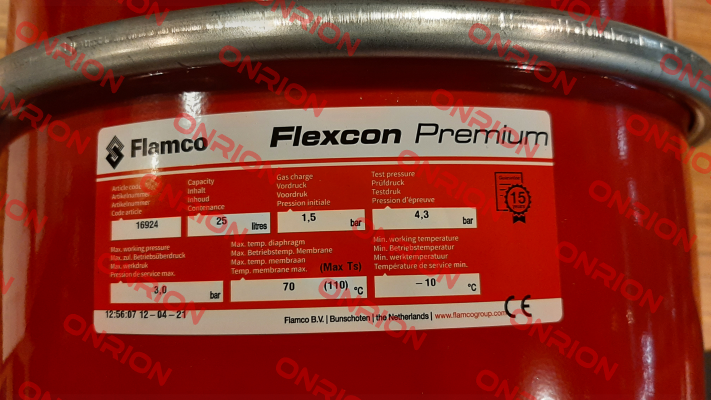 Flamco
Flexcon Premium
Article code
Artikelnummer
Artikelnummer
Code article
16924
Capacity
Inhalt
Inhoud
Contenance
25 litres
Gas charge
Vordruck
Voordruk
Pression initiale
1,5 bar
Test pressure
Prüfdruck
Testdruk
Pression d'épreuve
4,3 bar
15
Max. working pressure
Max. zul. Betriebsüberdruck
Max. werkdruk
Pression de service max.
3,0 bar
Max. temp. diaphragm
Max. Betriebstemp. Membrane
Max. temp. membraan
Temp. membrane max.
(Max Ts)
70 (110) °C
Min. working temperature
Min. Betriebstemperatur
Min. werktemperatuur
Température de service min.
−10 °C
12:56:07 12-04-21
Flamco B.V. | Bunschoten | the Netherlands | www.flamcogroup.com
CE
ONRION